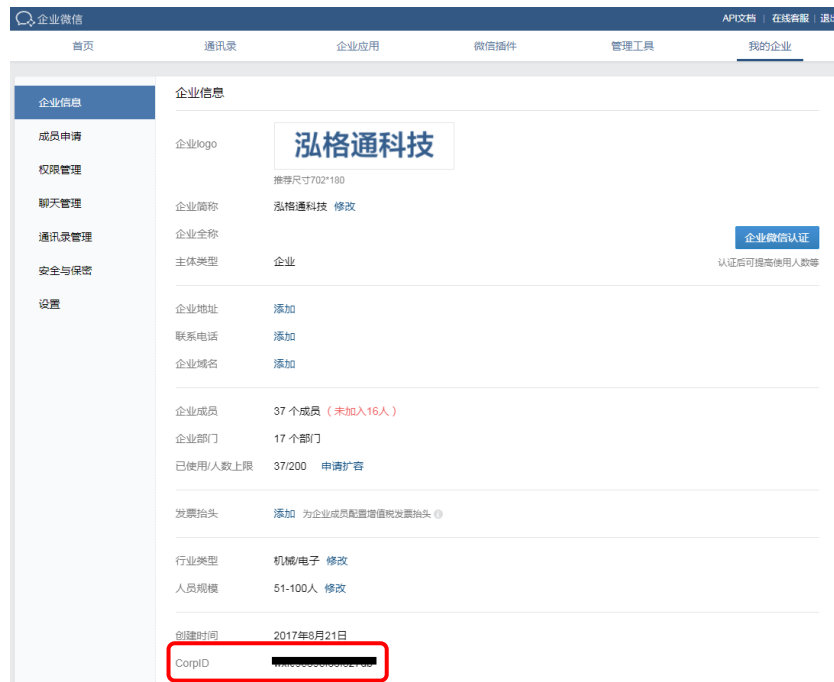 企业微信
API文档 | 在线客服 | 退出
首页 通讯录 企业应用 微信插件 管理工具 我的企业
企业信息
成员申请
权限管理
聊天管理
通讯录管理
安全与保密
设置
企业信息
企业logo
泓格通科技
推荐尺寸702*180
企业简称 泓格通科技 修改
企业全称
企业微信认证
主体类型 企业
认证后可提高使用人数等
企业地址 添加
联系电话 添加
企业域名 添加
企业成员 37 个成员 ( 未加入16人 )
企业部门 17 个部门
已使用/人数上限 37/200 申请扩容
发票抬头 添加 为企业成员配置增值税发票抬头
行业类型 机械/电子 修改
人员规模 51-100人 修改
创建时间 2017年8月21日
CorpID